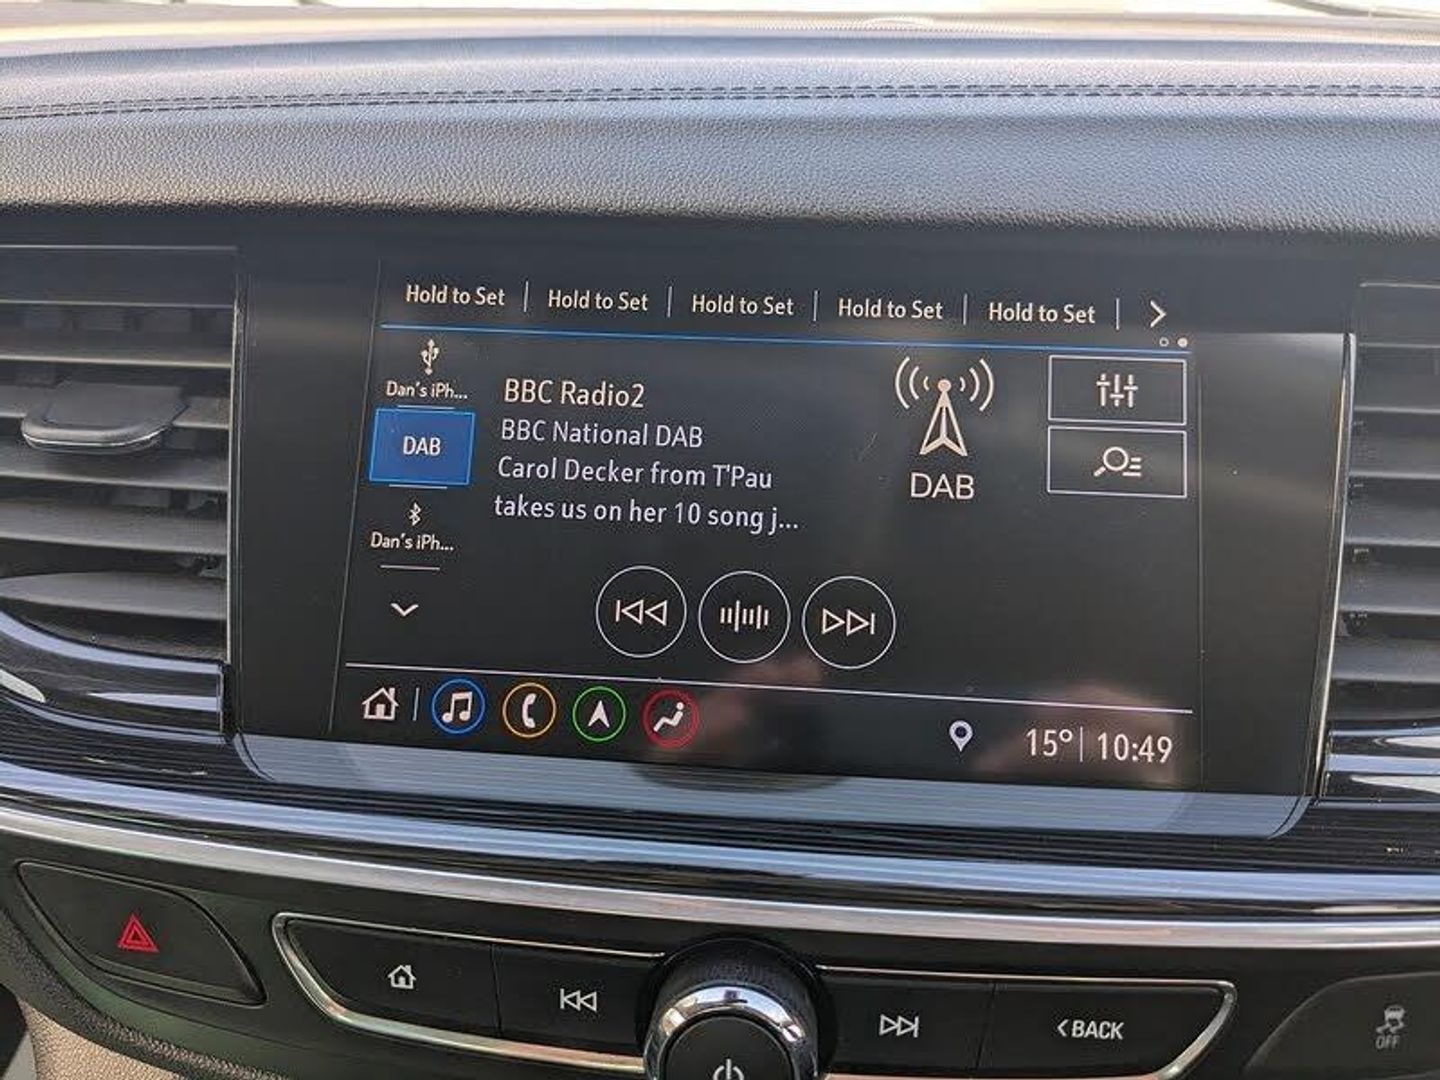 Hold to Set | Hold to Set | Hold to Set | Hold to Set | Hold to Set |
Dan's iPh...
DAB
Dan's iPh...
BBC Radio2
BBC National DAB
Carol Decker from T'Pau
takes us on her 10 song j...
DAB
15° | 10:49
BACK
OFF